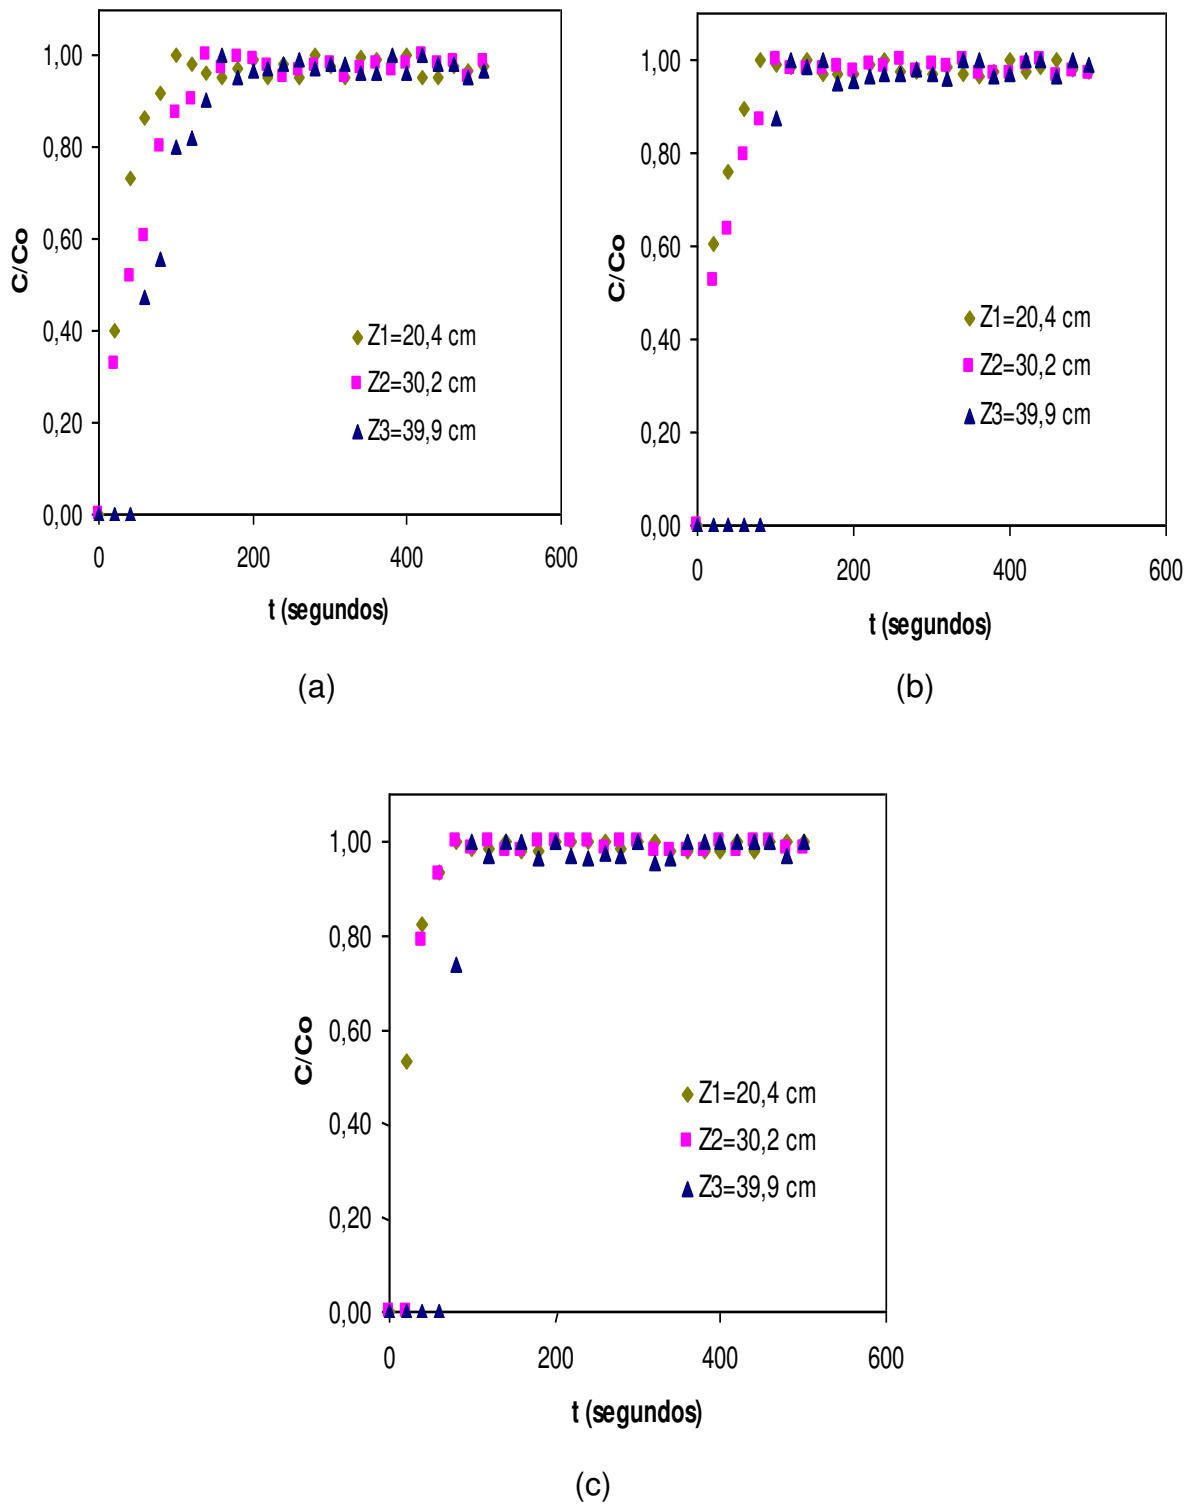 1,00
0,80
0,60
0,40
0,20
0,00
C/Co
Z1=20,4 cm
Z2=30,2 cm
Z3=39,9 cm
0 200 400 600
t (segundos)
(a)
1,00
0,80
0,60
0,40
0,20
0,00
C/Co
Z1=20,4 cm
Z2=30,2 cm
Z3=39,9 cm
0 200 400 600
t (segundos)
(b)
1,00
0,80
0,60
0,40
0,20
0,00
C/Co
Z1=20,4 cm
Z2=30,2 cm
Z3=39,9 cm
0 200 400 600
t (segundos)
(c)